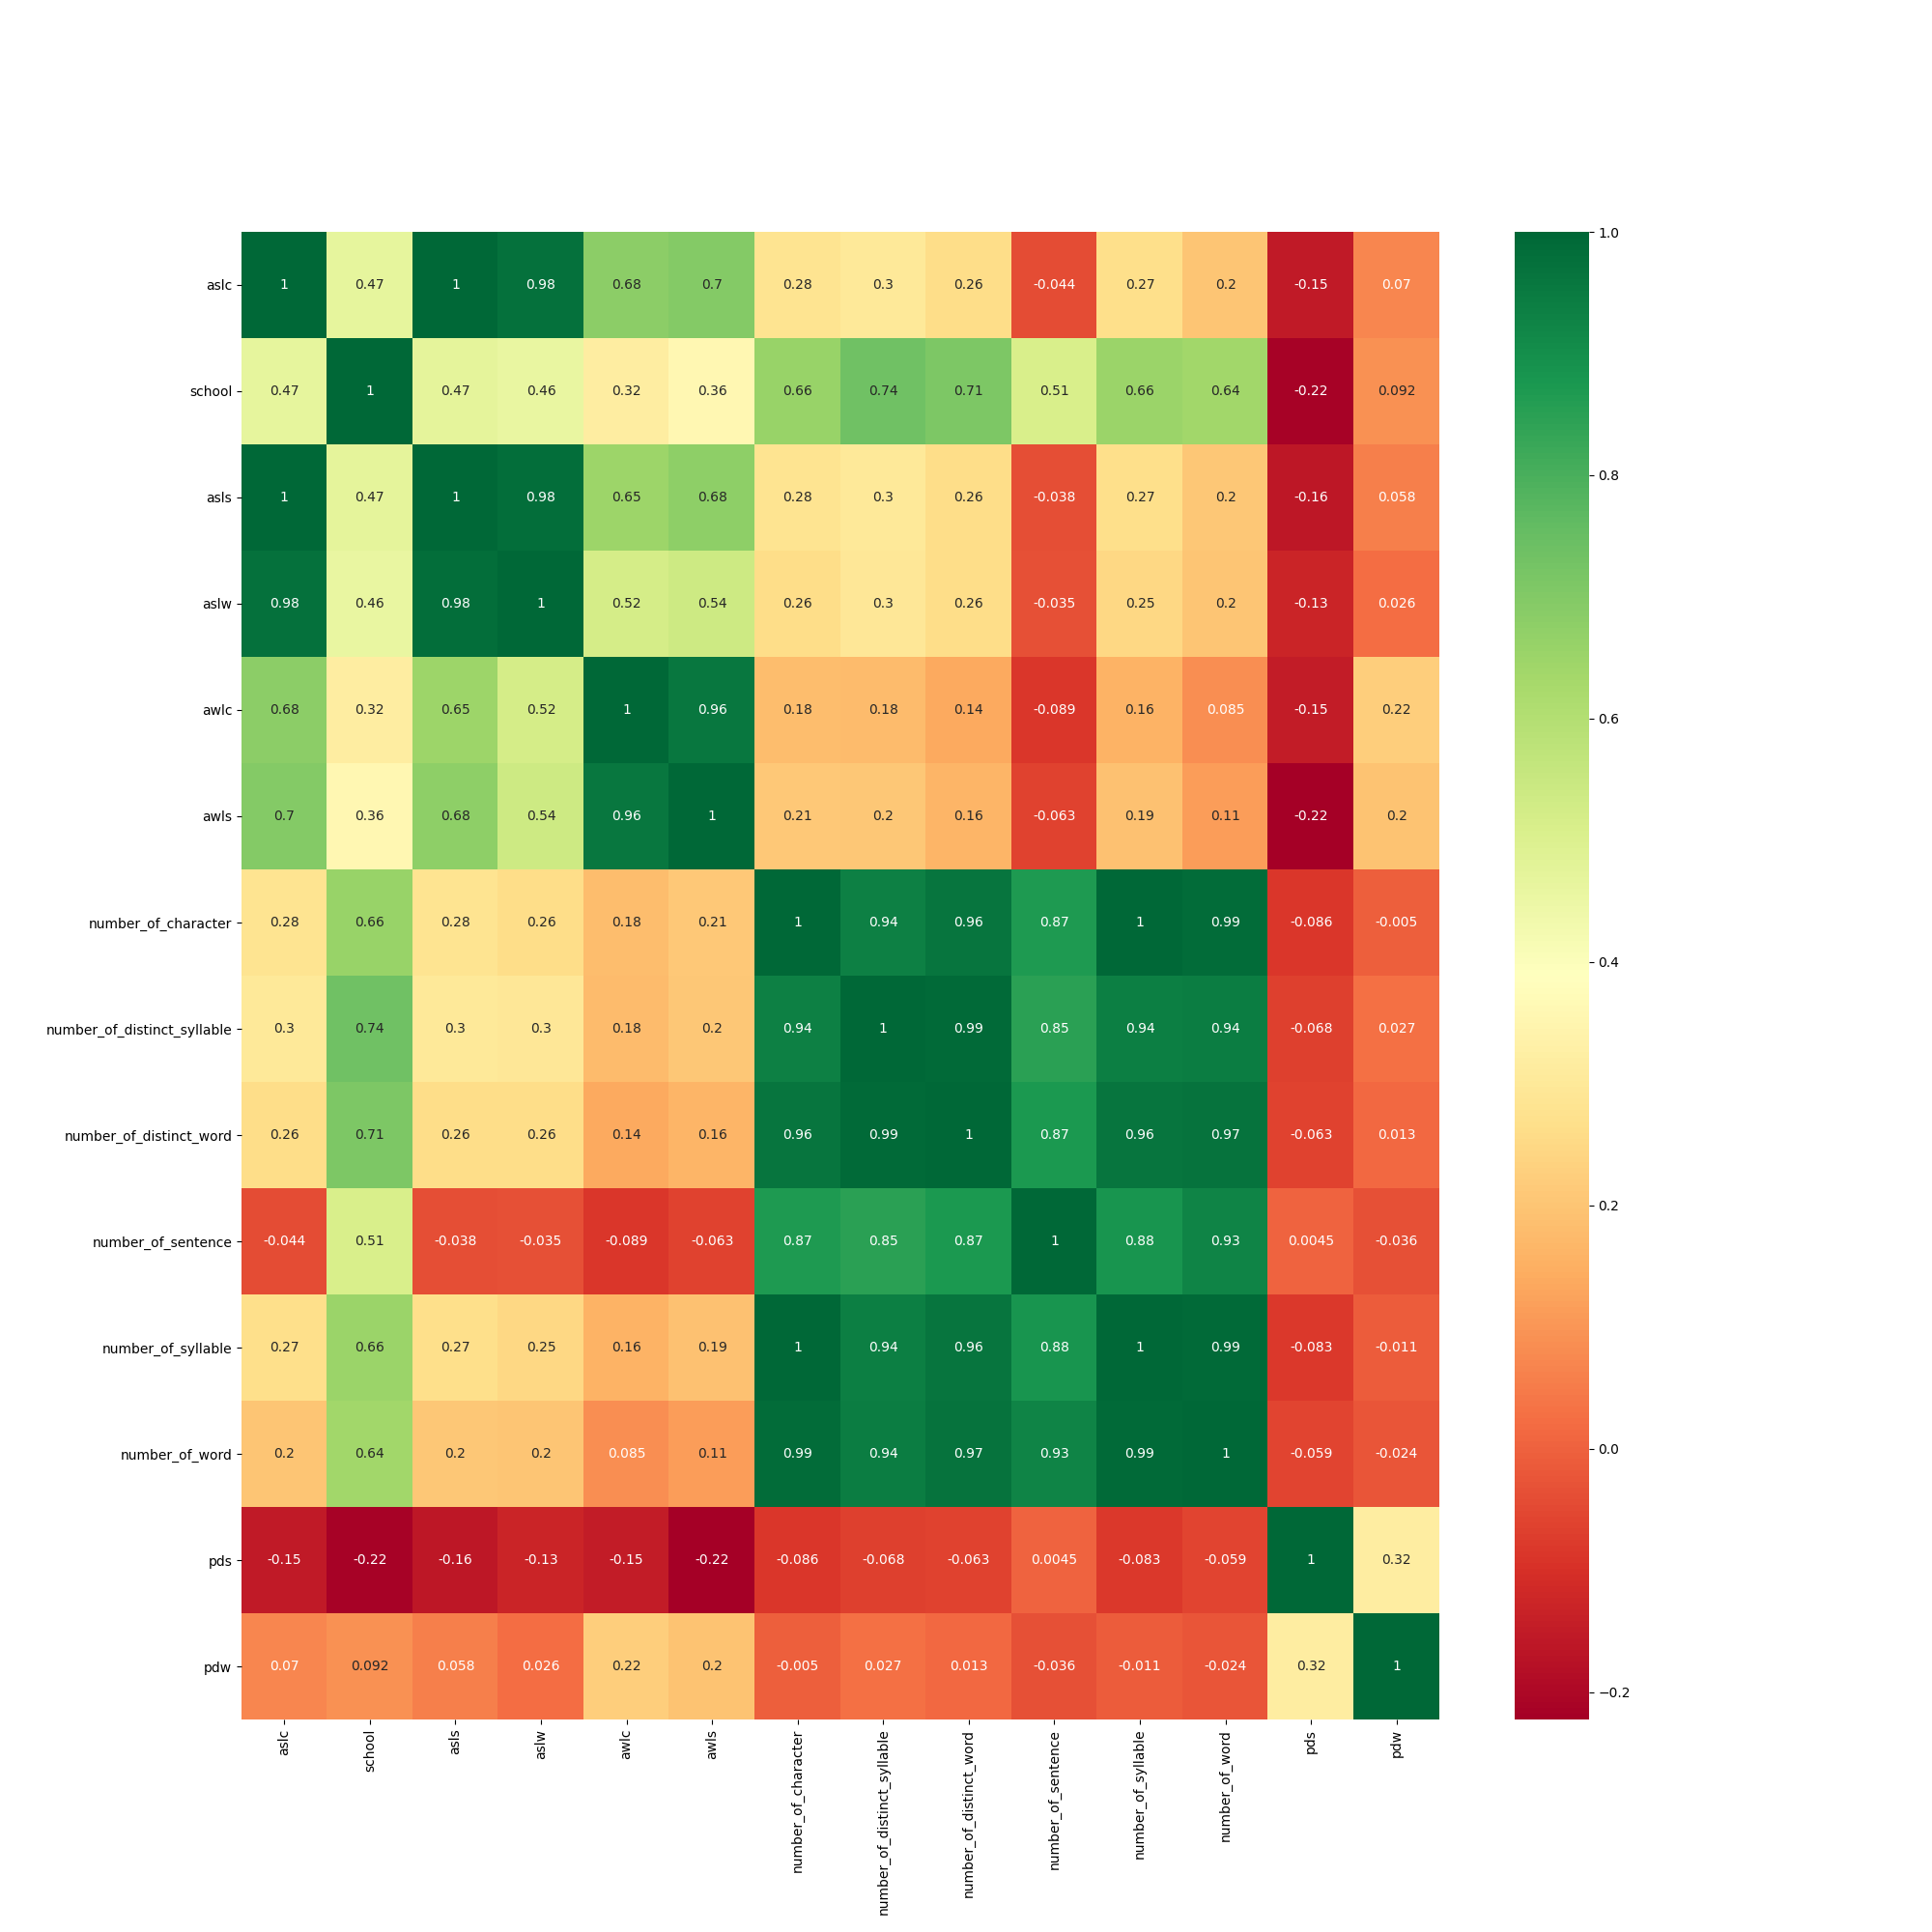 aslc 1 0.47 1 0.98 0.68 0.7 0.28 0.3 0.26 -0.044 0.27 0.2 -0.15 0.07
school 0.47 1 0.47 0.46 0.32 0.36 0.66 0.74 0.71 0.51 0.66 0.64 -0.22 0.092
asls 1 0.47 1 0.98 0.65 0.68 0.28 0.3 0.26 -0.038 0.27 0.2 -0.16 0.058
aslw 0.98 0.46 0.98 1 0.52 0.54 0.26 0.3 0.26 -0.035 0.25 0.2 -0.13 0.026
awlc 0.68 0.32 0.65 0.52 1 0.96 0.18 0.18 0.14 -0.089 0.16 0.085 -0.15 0.22
awls 0.7 0.36 0.68 0.54 0.96 1 0.21 0.2 0.16 -0.063 0.19 0.11 -0.22 0.2
number_of_character 0.28 0.66 0.28 0.26 0.18 0.21 1 0.94 0.96 0.87 1 0.99 -0.086 -0.005
number_of_distinct_syllable 0.3 0.74 0.3 0.3 0.18 0.2 0.94 1 0.99 0.85 0.94 0.94 -0.068 0.027
number_of_distinct_word 0.26 0.71 0.26 0.26 0.14 0.16 0.96 0.99 1 0.87 0.96 0.97 -0.063 0.013
number_of_sentence -0.044 0.51 -0.038 -0.035 -0.089 -0.063 0.87 0.85 0.87 1 0.88 0.93 0.0045 -0.036
number_of_syllable 0.27 0.66 0.27 0.25 0.16 0.19 1 0.94 0.96 0.88 1 0.99 -0.083 -0.011
number_of_word 0.2 0.64 0.2 0.2 0.085 0.11 0.99 0.94 0.97 0.93 0.99 1 -0.059 -0.024
pds -0.15 -0.22 -0.16 -0.13 -0.15 -0.22 -0.086 -0.068 -0.063 0.0045 -0.083 -0.059 1 0.32
pdw 0.07 0.092 0.058 0.026 0.22 0.2 -0.005 0.027 0.013 -0.036 -0.011 -0.024 0.32 1
aslc
school
asls
aslw
awlc
awls
number_of_character
number_of_distinct_syllable
number_of_distinct_word
number_of_sentence
number_of_syllable
number_of_word
pds
pdw
1.0
0.8
0.6
0.4
0.2
0.0
−0.2